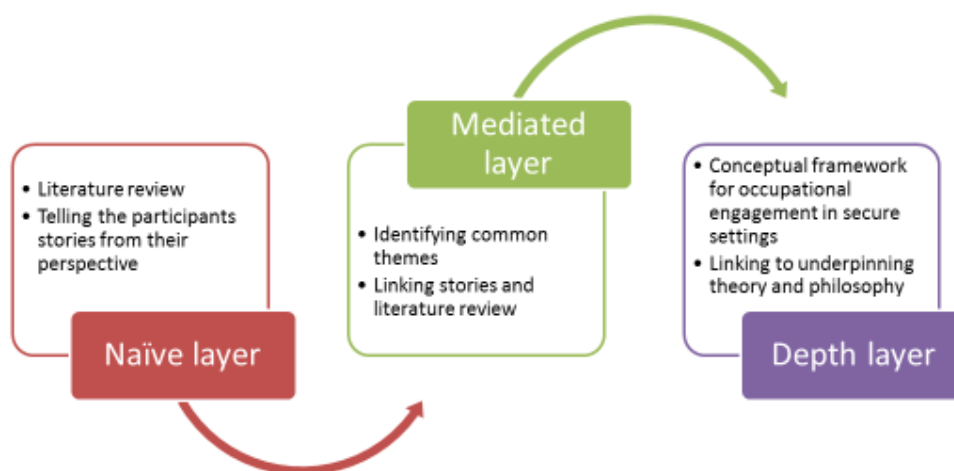 • Literature review
• Telling the participants
stories from their
perspective
Naïve layer
Mediated
layer
• Identifying common
themes
• Linking stories and
literature review
• Conceptual framework
for occupational
engagement in secure
settings
• Linking to underpinning
theory and philosophy
Depth layer